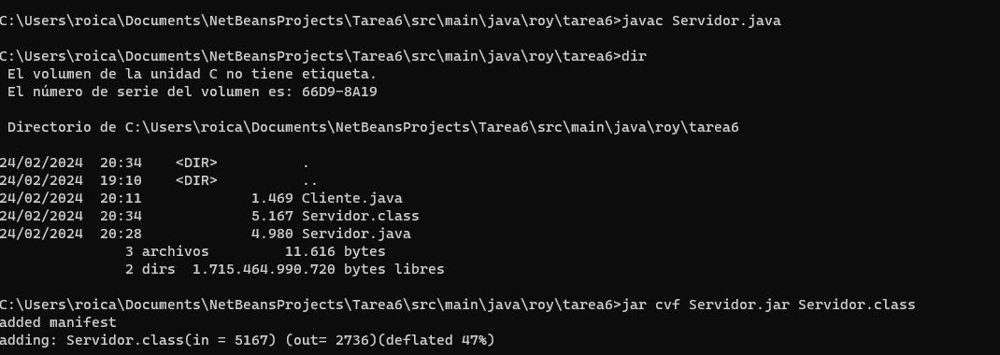 C:\Users\roica\Documents\NetBeansProjects\Tarea6\src\main\java\roy\tarea6>javac Servidor.java
C:\Users\roica\Documents\NetBeansProjects\Tarea6\src\main\java\roy\tarea6>dir
El volumen de la unidad C no tiene etiqueta.
El número de serie del volumen es: 66D9-8A19
Directorio de C:\Users\roica\Documents\NetBeansProjects\Tarea6\src\main\java\roy\tarea6
24/02/2024  20:34    <DIR>          .
24/02/2024  19:10    <DIR>          ..
24/02/2024  20:11             1.469 Cliente.java
24/02/2024  20:34             5.167 Servidor.class
24/02/2024  20:28             4.980 Servidor.java
3 archivos         11.616 bytes
2 dirs  1.715.464.990.720 bytes libres
C:\Users\roica\Documents\NetBeansProjects\Tarea6\src\main\java\roy\tarea6>jar cvf Servidor.jar Servidor.class
added manifest
adding: Servidor.class(in = 5167) (out= 2736)(deflated 47%)